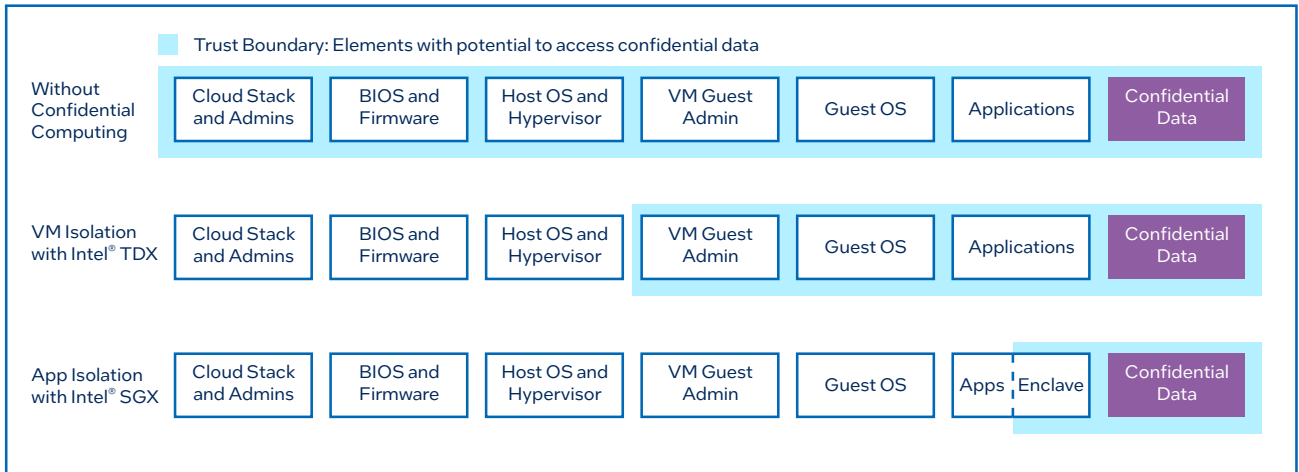 Trust Boundary: Elements with potential to access confidential data
Without
Confidential
Computing
Cloud Stack
and Admins
BIOS and
Firmware
Host OS and
Hypervisor
VM Guest
Admin
Guest OS
Applications
Confidential
Data
VM Isolation
with Intel® TDX
Cloud Stack
and Admins
BIOS and
Firmware
Host OS and
Hypervisor
VM Guest
Admin
Guest OS
Applications
Confidential
Data
App Isolation
with Intel® SGX
Cloud Stack
and Admins
BIOS and
Firmware
Host OS and
Hypervisor
VM Guest
Admin
Guest OS
Apps
Enclave
Confidential
Data